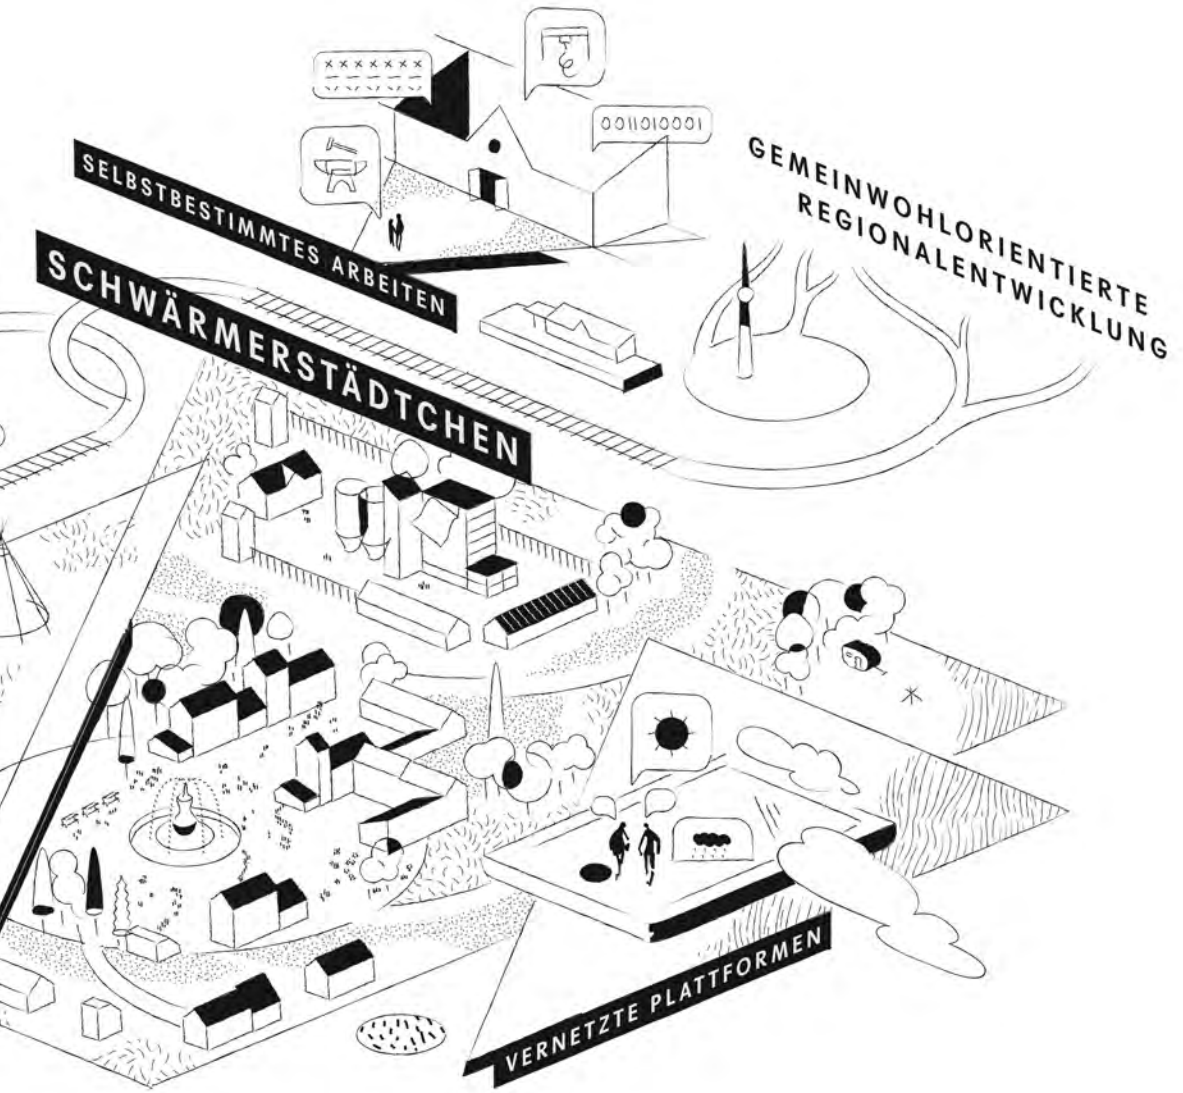 0011010001
GEMEINWOHLORIENTIERTE
REGIONALENTWICKLUNG
SELBSTBESTIMMTES ARBEITEN
SCHWÄRMERSTÄDTCHEN
VERNETZTE PLATTFORMEN